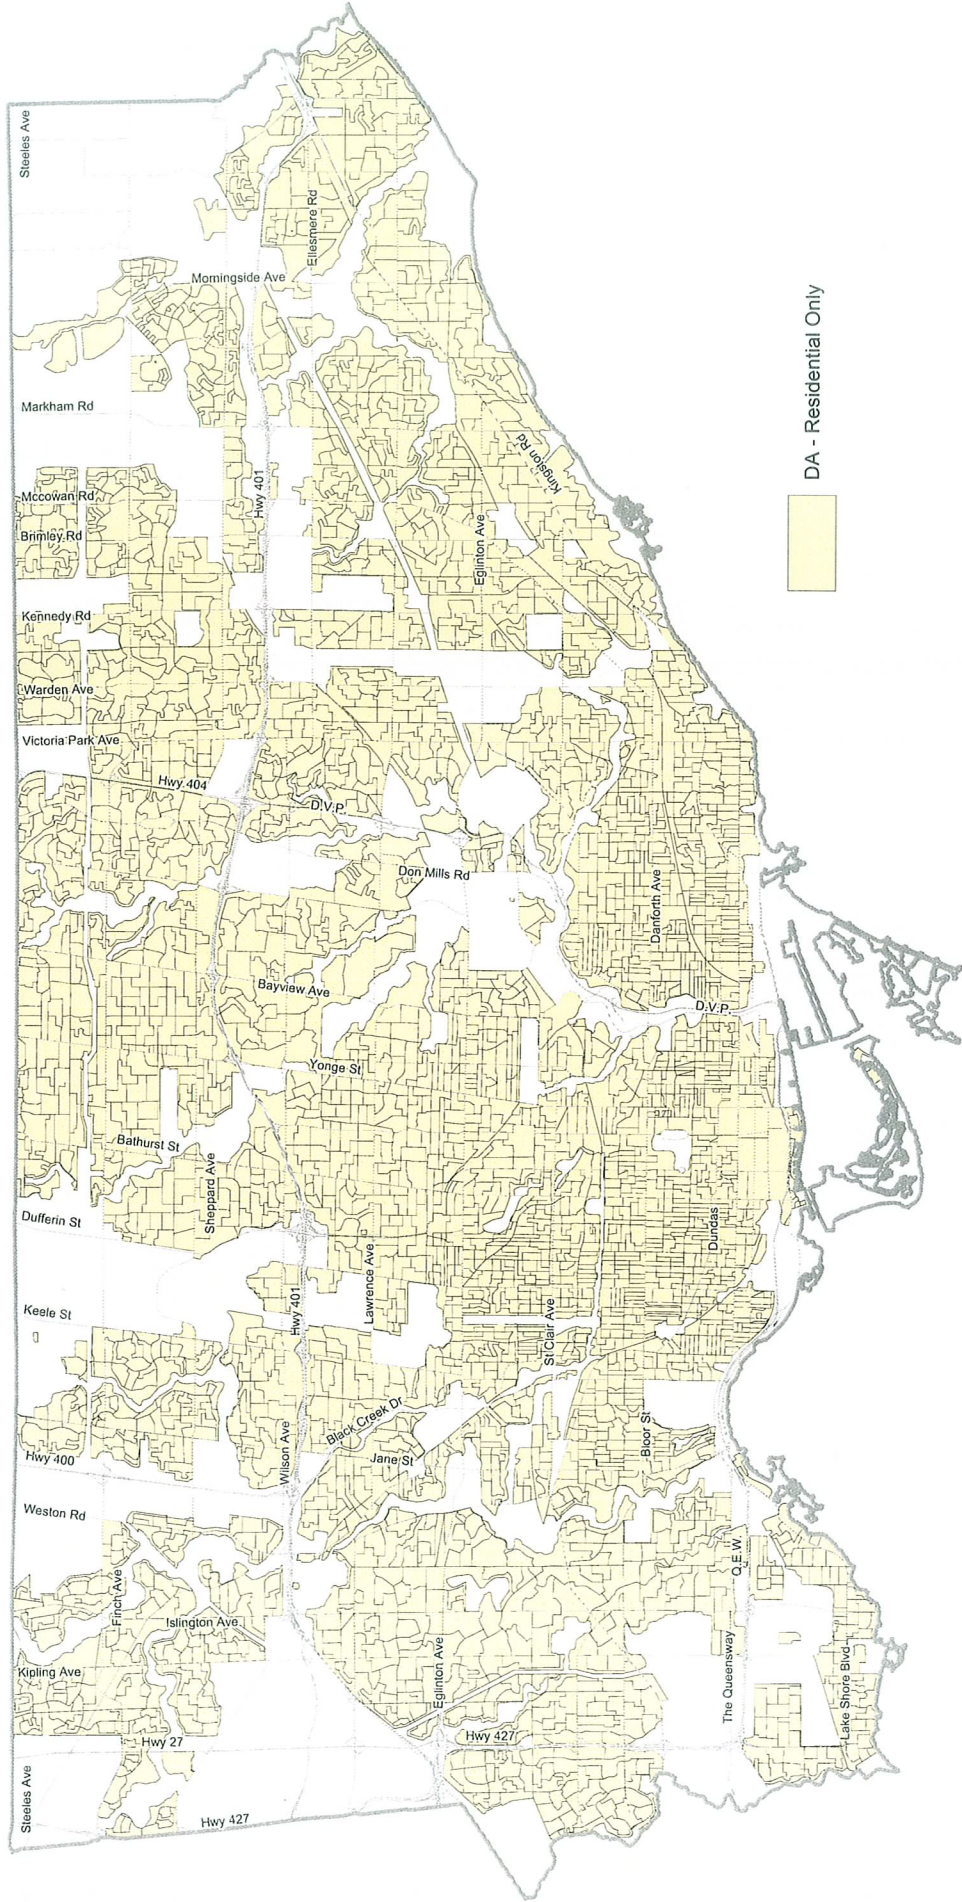 Steeles Ave
Steeles Ave
Hwy 427
Hwy 27
Kipling Ave
Islington Ave
Finch Ave
Weston Rd
Hwy 400
Keele St
Dufferin St
Bathurst St
Sheppard Ave
Yonge St
Bayview Ave
Don Mills Rd
D.V.P.
Hwy 404
Victoria Park Ave
Warden Ave
Kennedy Rd
Brimley Rd
Mccowan Rd
Markham Rd
Morningside Ave
Ellesmere Rd
Hwy 401
Hwy 401
Wilson Ave
Lawrence Ave
Black Creek Dr
Jane St
Eglinton Ave
Eglinton Ave
Kingston Rd
St Clair Ave
Danforth Ave
D.V.P.
Dundas
Bloor St
Hwy 427
The Queensway
Q.E.W.
Lake Shore Blvd
DA - Residential Only